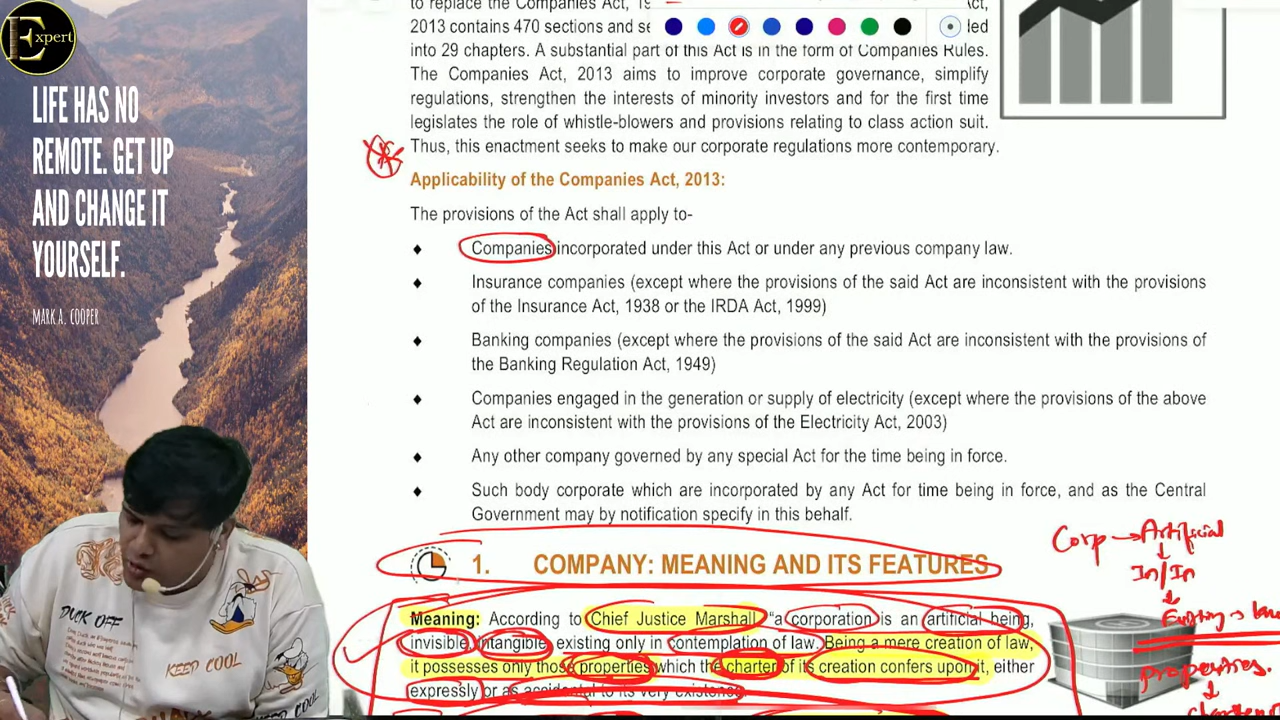 Expert
LIFE HAS NO
REMOTE. GET UP
AND CHANGE IT
YOURSELF.
MARK A. COOPER
to replace the Companies Act, 19
2013 contains 470 sections and se
into 29 chapters. A substantial part of this Act is in the form of Companies Rules.
The Companies Act, 2013 aims to improve corporate governance, simplify
regulations, strengthen the interests of minority investors and for the first time
legislates the role of whistle-blowers and provisions relating to class action suit.
Thus, this enactment seeks to make our corporate regulations more contemporary.
Applicability of the Companies Act, 2013:
The provisions of the Act shall apply to-
♦ Companies incorporated under this Act or under any previous company law.
♦ Insurance companies (except where the provisions of the said Act are inconsistent with the provisions
of the Insurance Act, 1938 or the IRDA Act, 1999)
♦ Banking companies (except where the provisions of the said Act are inconsistent with the provisions of
the Banking Regulation Act, 1949)
♦ Companies engaged in the generation or supply of electricity (except where the provisions of the above
Act are inconsistent with the provisions of the Electricity Act, 2003)
♦ Any other company governed by any special Act for the time being in force.
♦ Such body corporate which are incorporated by any Act for time being in force, and as the Central
Government may by notification specify in this behalf.
1. COMPANY: MEANING AND ITS FEATURES
Meaning: According to Chief Justice Marshall "a corporation is an artificial being,
invisible, intangible, existing only in contemplation of law. Being a mere creation of law,
it possesses only those properties which the charter of its creation confers upon it, either
expressly or as accidental to its very existence
Corp → Artificial
In/In
Existing → law
properties.
DUCK OFF
KEEP COOL